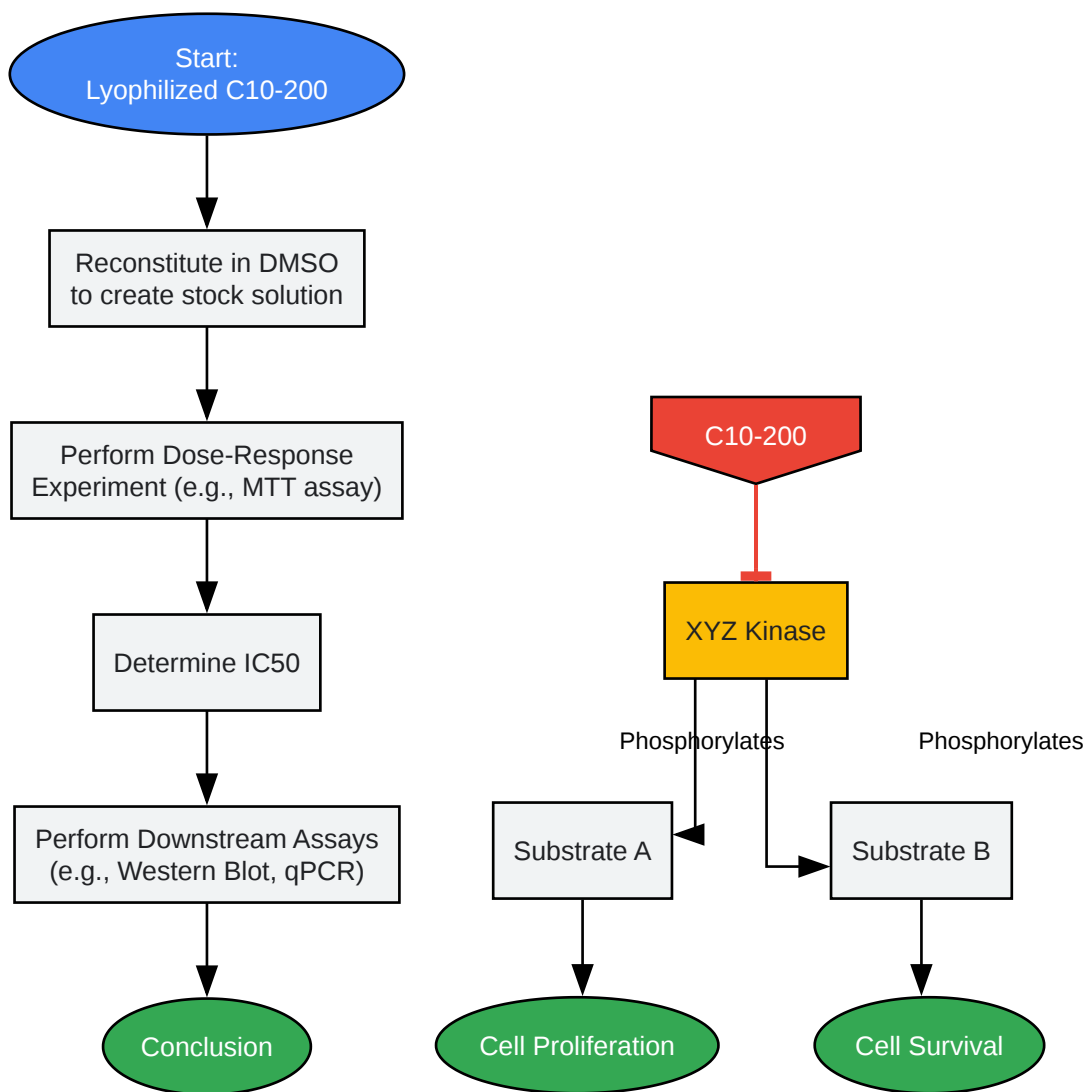 Start:
Lyophilized C10-200
Reconstitute in DMSO
to create stock solution
Perform Dose-Response
Experiment (e.g., MTT assay)
Determine IC50
Perform Downstream Assays
(e.g., Western Blot, qPCR)
Conclusion
C10-200
XYZ Kinase
Phosphorylates
Phosphorylates
Substrate A
Substrate B
Cell Proliferation
Cell Survival